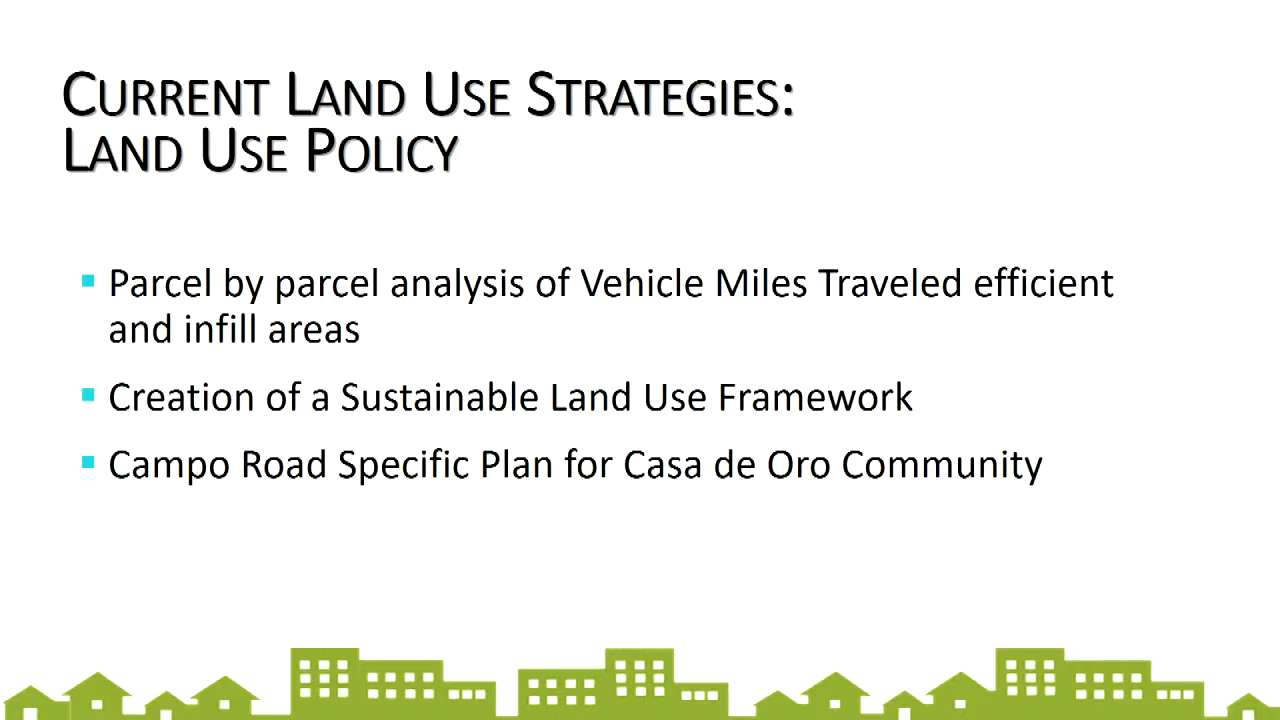 CURRENT LAND USE STRATEGIES:
LAND USE POLICY
▪ Parcel by parcel analysis of Vehicle Miles Traveled efficient
and infill areas
▪ Creation of a Sustainable Land Use Framework
▪ Campo Road Specific Plan for Casa de Oro Community